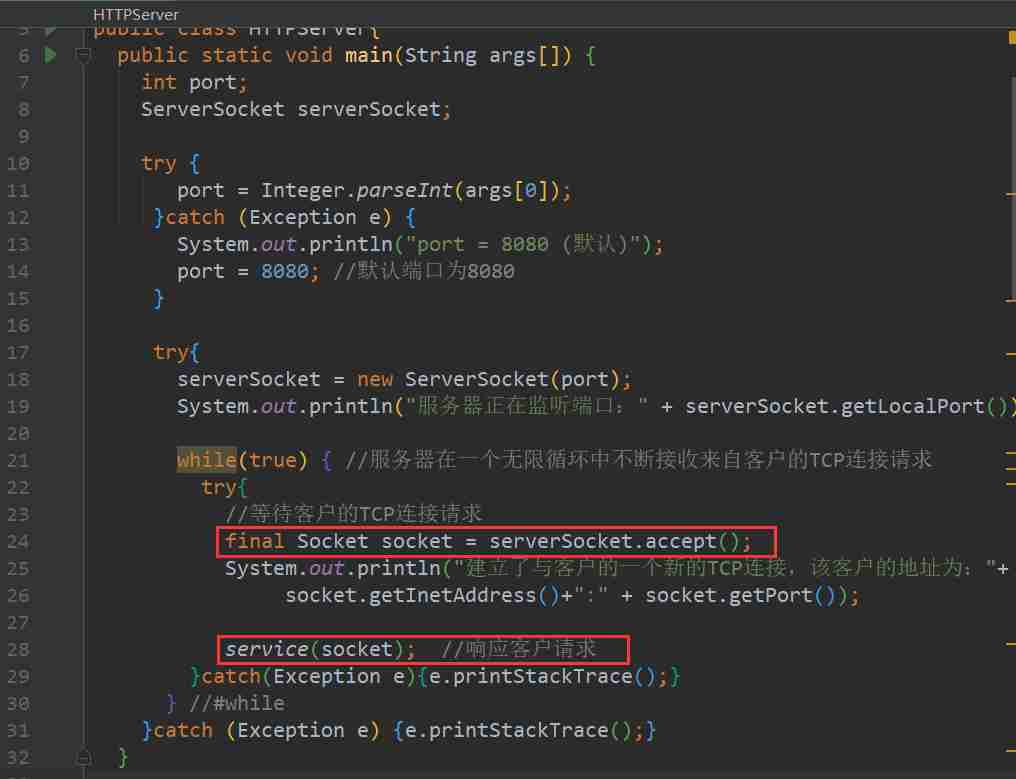 HTTPServer
5 public class HTTPServer{
6 public static void main(String args[]) {
7 int port;
8 ServerSocket serverSocket;
9
10 try {
11 port = Integer.parseInt(args[0]);
12 }catch (Exception e) {
13 System.out.println("port = 8080 (默认)");
14 port = 8080; //默认端口为8080
15 }
16
17 try{
18 serverSocket = new ServerSocket(port);
19 System.out.println("服务器正在监听端口：" + serverSocket.getLocalPort())
20
21 while(true) { //服务器在一个无限循环中不断接收来自客户的TCP连接请求
22 try{
23 //等待客户的TCP连接请求
24 final Socket socket = serverSocket.accept();
25 System.out.println("建立了与客户的一个新的TCP连接，该客户的地址为："+
26 socket.getInetAddress()+":" + socket.getPort());
27
28 service(socket); //响应客户请求
29 }catch(Exception e){e.printStackTrace();}
30 } //#while
31 }catch (Exception e) {e.printStackTrace();}
32 }